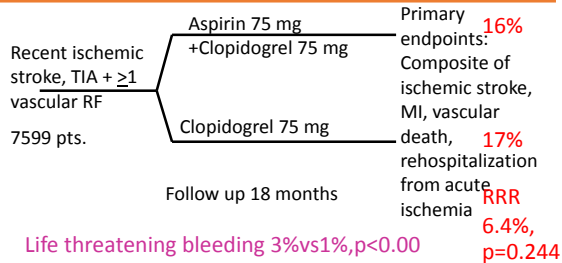 Recent ischemic
stroke, TIA + ≥1
vascular RF
7599 pts.
Aspirin 75 mg
+Clopidogrel 75 mg
Clopidogrel 75 mg
Follow up 18 months
Primary
endpoints:
Composite of
ischemic stroke,
MI, vascular
death,
rehospitalization
from acute
ischemia
16%
17%
RRR
6.4%,
p=0.244
Life threatening bleeding 3%vs1%,p<0.00